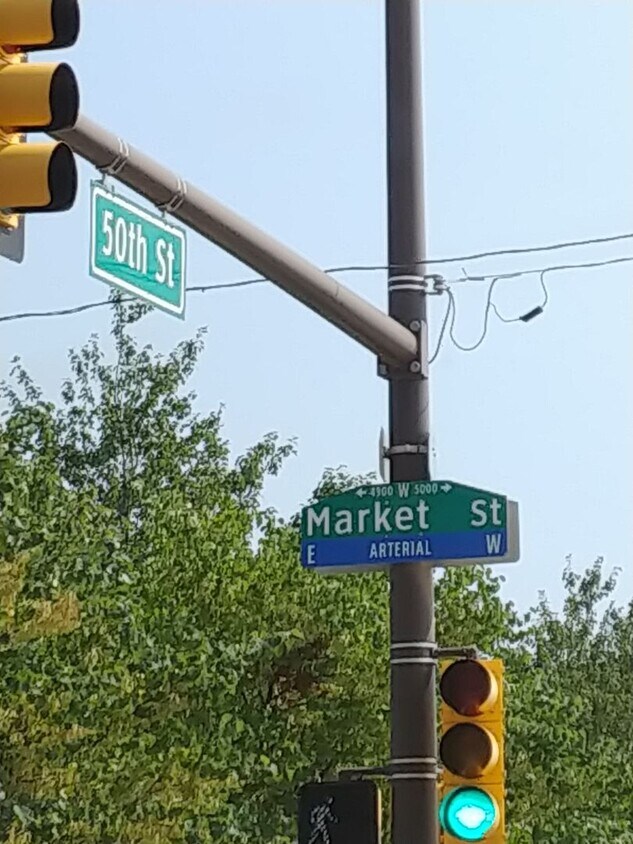 50th St
← 4900 W 5000 →
Market St
E ARTERIAL W